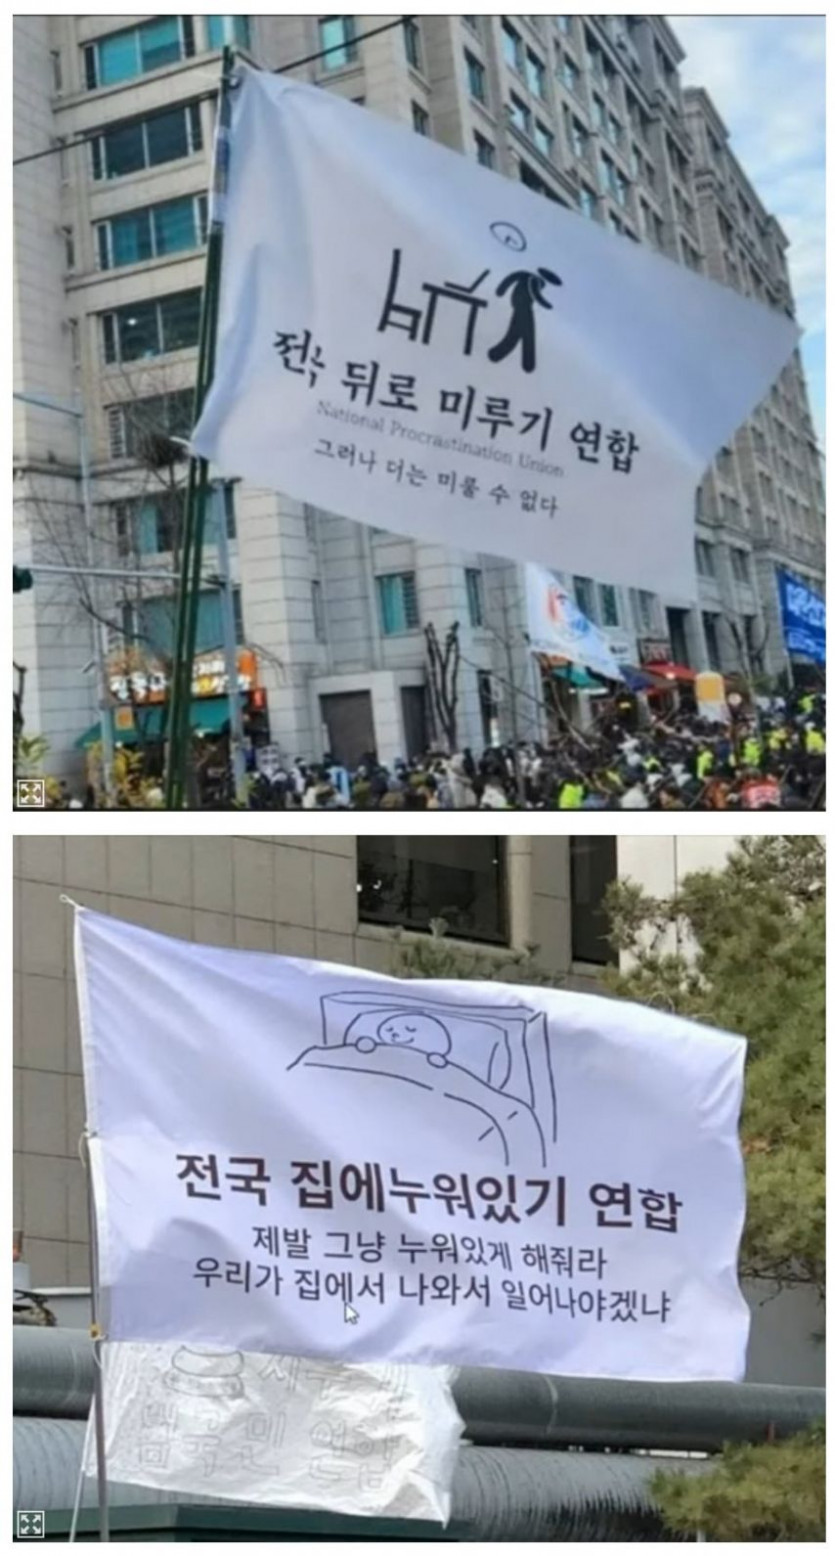 전국 뒤로 미루기 연합
National Procrastination Union
그러나 더는 미룰 수 없다
전국 집에누워있기 연합
제발 그냥 누워있게 해줘라
우리가 집에서 나와서 일어나야겠냐
연합